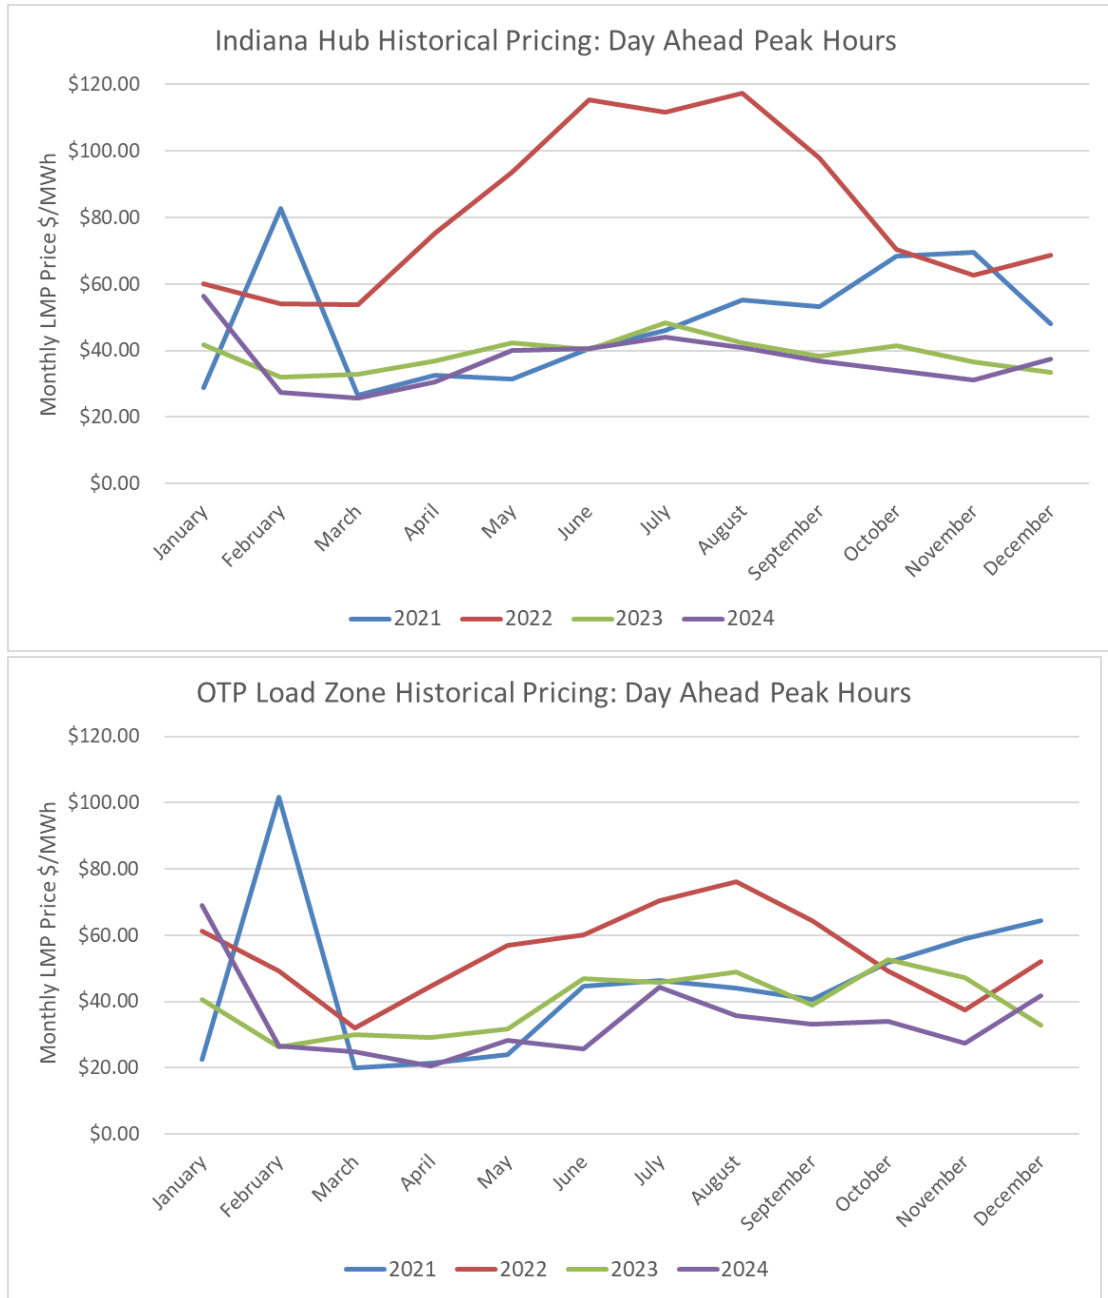 Indiana Hub Historical Pricing: Day Ahead Peak Hours
Monthly LMP Price $/MWh
$120.00
$100.00
$80.00
$60.00
$40.00
$20.00
$0.00
January
February
March
April
May
June
July
August
September
October
November
December
2021 2022 2023 2024
OTP Load Zone Historical Pricing: Day Ahead Peak Hours
Monthly LMP Price $/MWh
$120.00
$100.00
$80.00
$60.00
$40.00
$20.00
$0.00
January
February
March
April
May
June
July
August
September
October
November
December
2021 2022 2023 2024